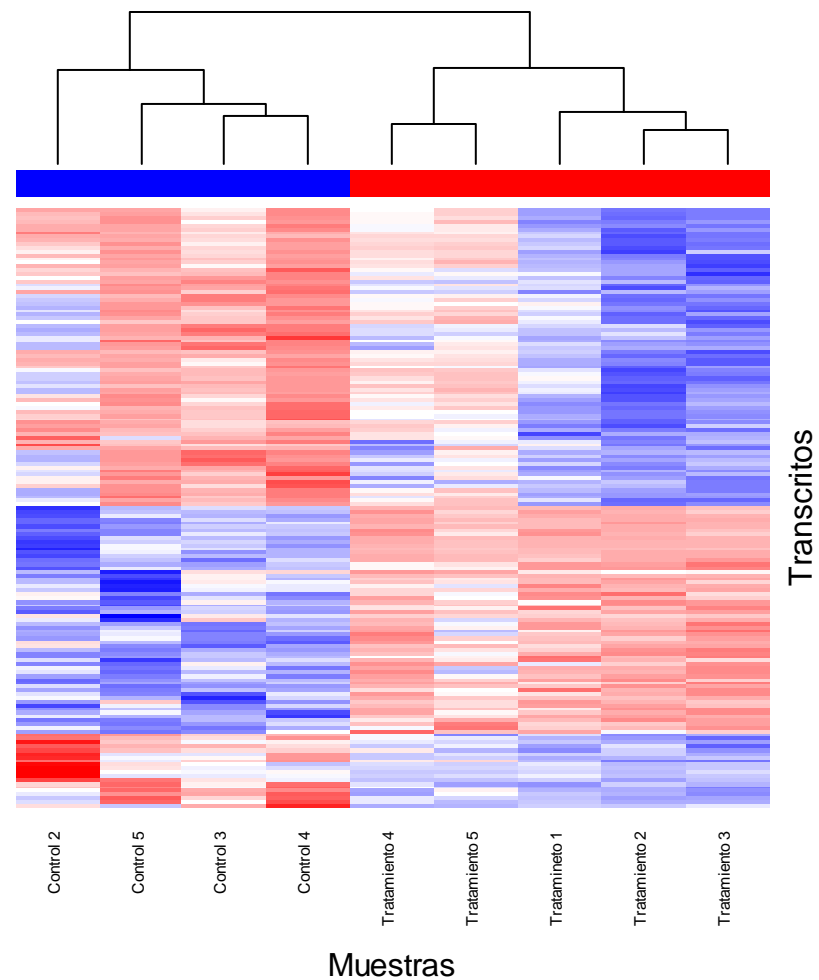 Transcritos
Control 2
Control 5
Control 3
Control 4
Tratamiento 4
Tratamiento 5
Tratamineto 1
Tratamiento 2
Tratamiento 3
Muestras